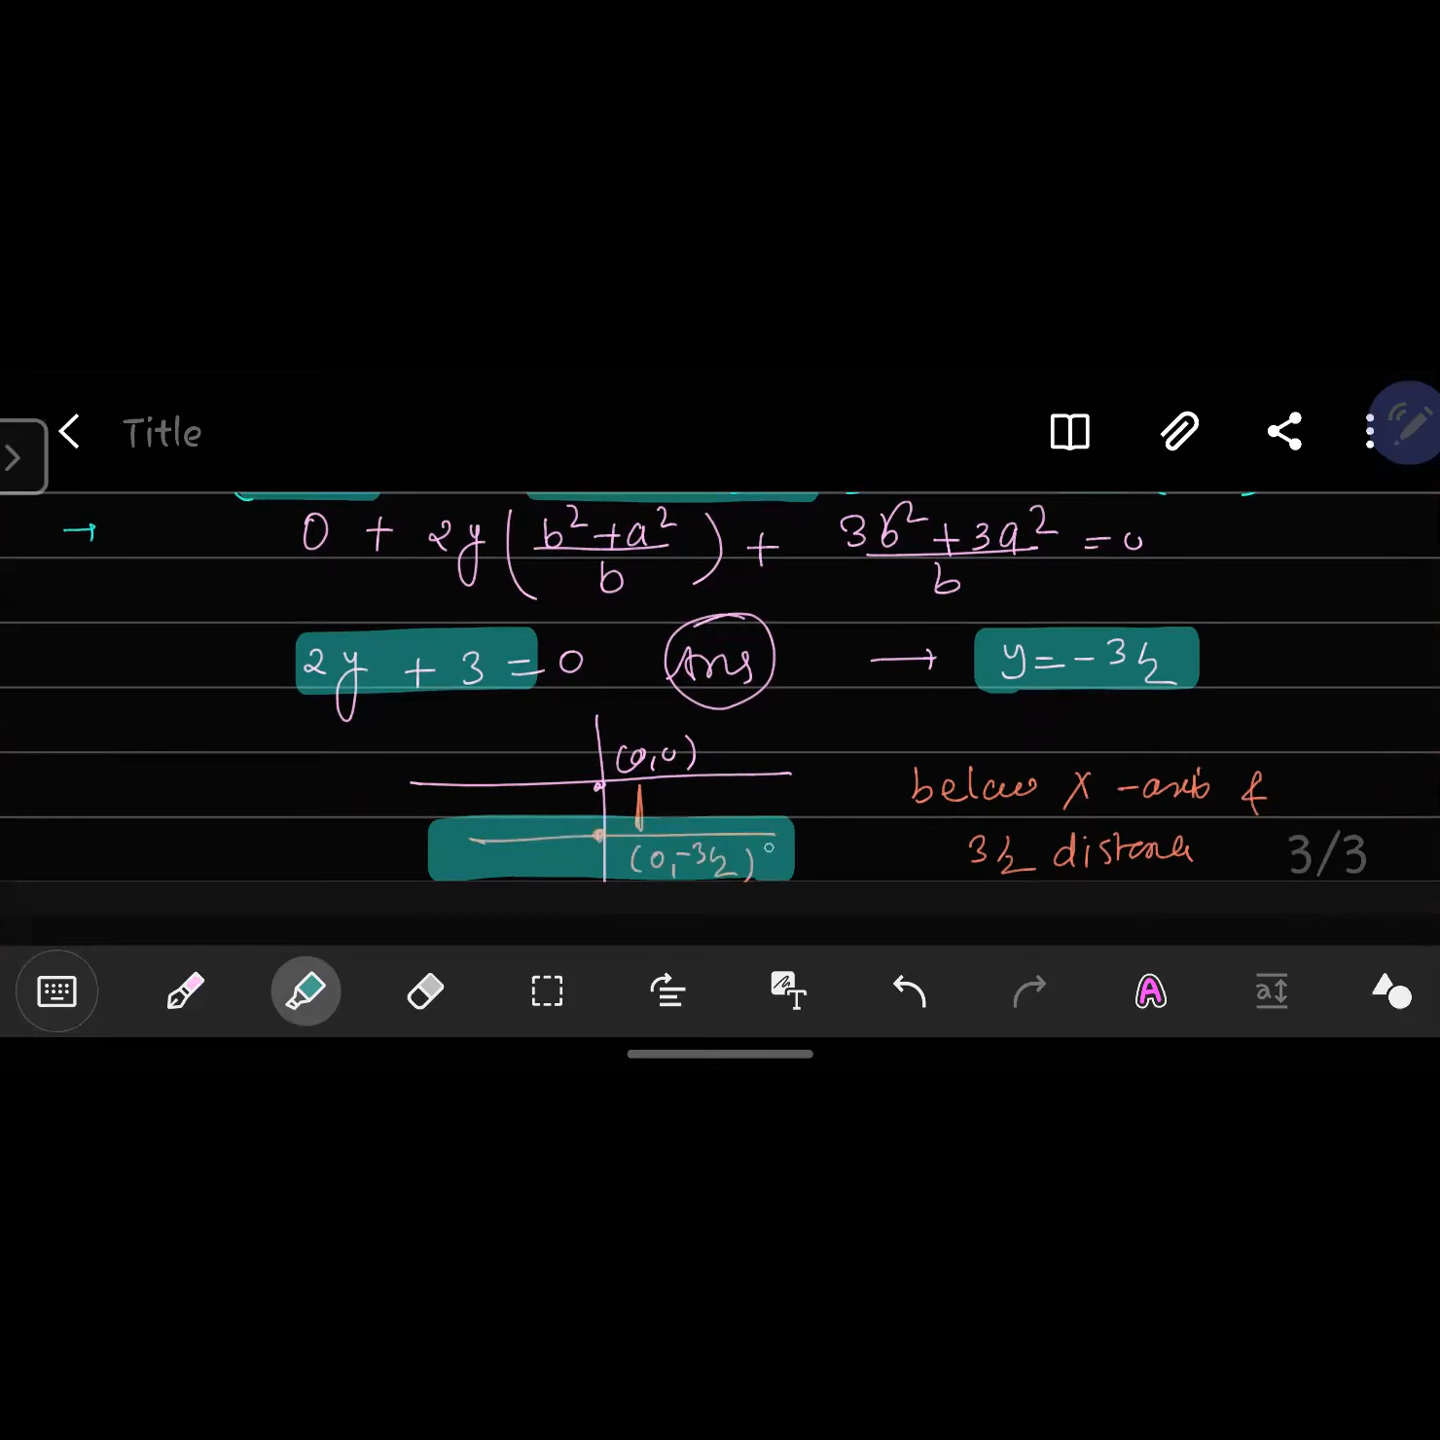 Title
→ 0 + 2y((b²+a²)/b) + (3b²+3a²)/b = 0
2y + 3 = 0 Ans → y = -3/2
(0,0)
below X-axis &
(0,-3/2)
3/2 distance
3/3
T
A
a